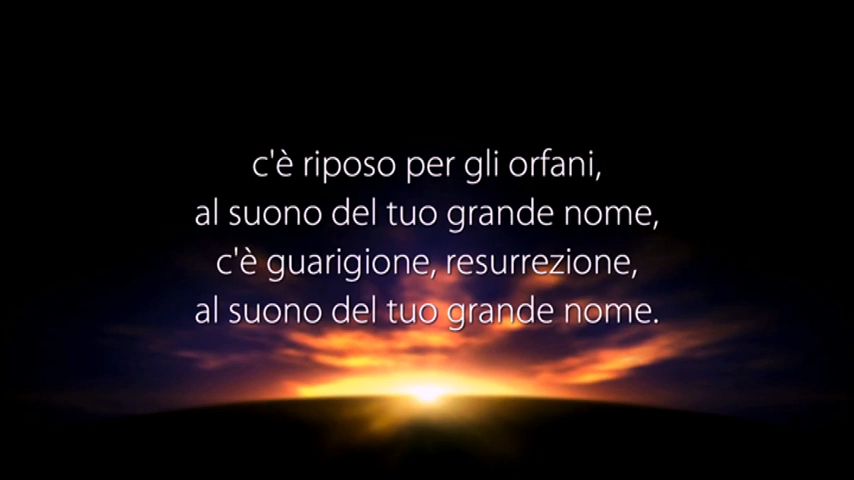 c'è riposo per gli orfani,
al suono del tuo grande nome,
c'è guarigione, resurrezione,
al suono del tuo grande nome.